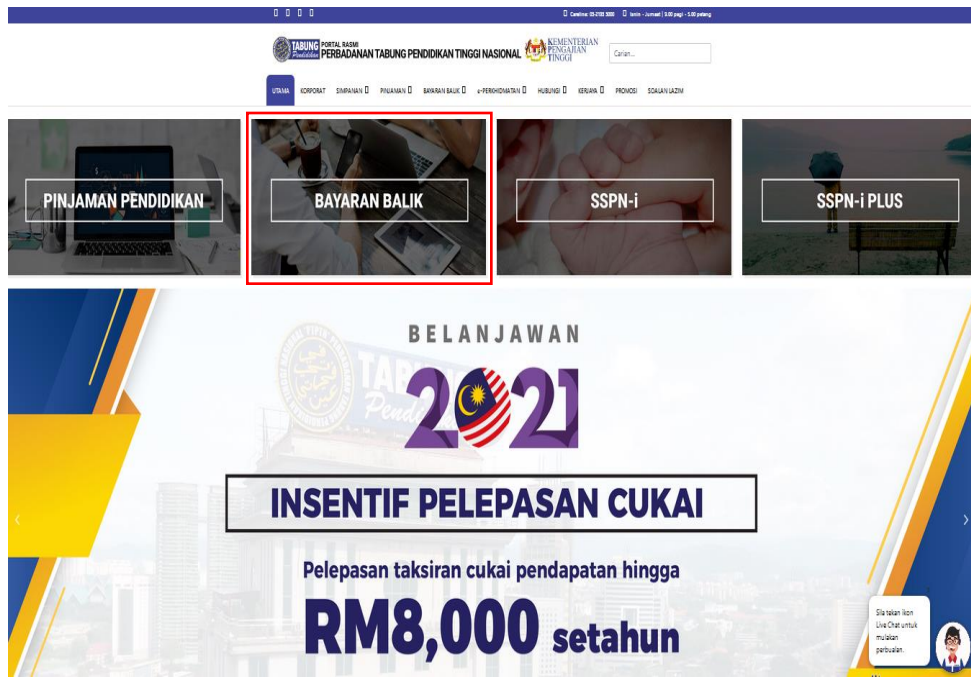 Careline: 03-2193 3000 Isnin - Jumaat | 9.00 pagi - 5.00 petang
TABUNG Pendidikan
PORTAL RASMI
PERBADANAN TABUNG PENDIDIKAN TINGGI NASIONAL
KEMENTERIAN
PENGAJIAN
TINGGI
Carian...
UTAMA KORPORAT SIMPANAN PINJAMAN BAYARAN BALIK e-PERKHIDMATAN HUBUNGI KERJAYA PROMOSI SOALAN LAZIM
PINJAMAN PENDIDIKAN
BAYARAN BALIK
SSPN-i
SSPN-i PLUS
BELANJAWAN
2021
INSENTIF PELEPASAN CUKAI
Pelepasan taksiran cukai pendapatan hingga
RM8,000 setahun
Sila tekan ikon
Live Chat untuk
mulakan
perbualan.